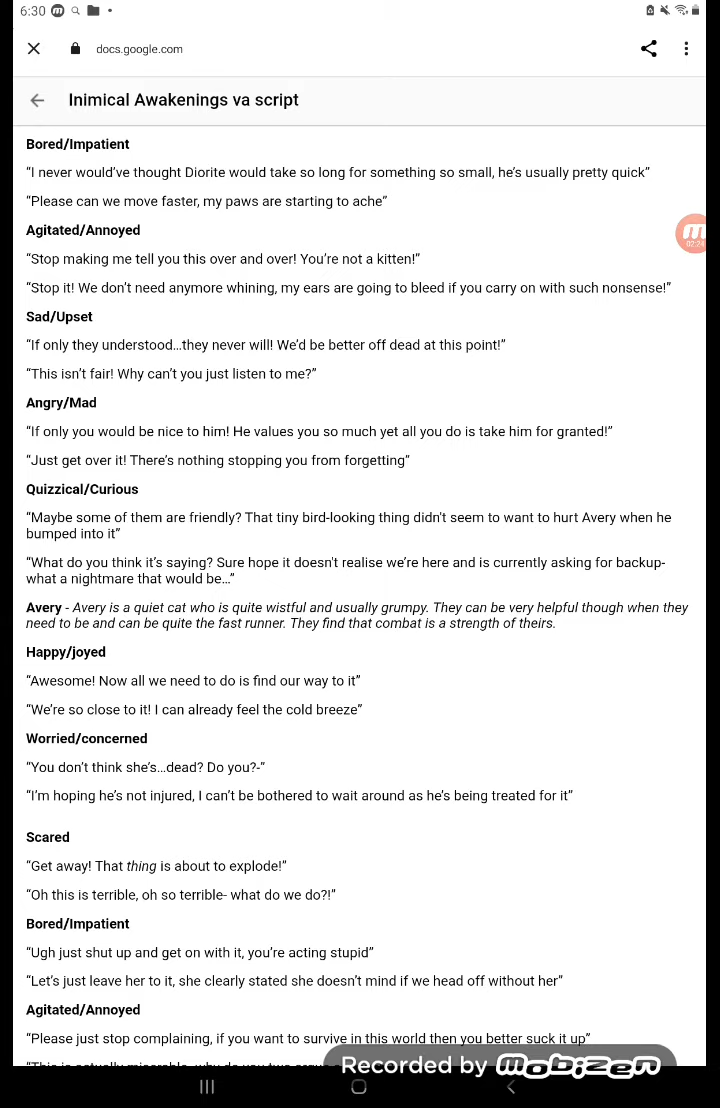 6:30
docs.google.com
Inimical Awakenings va script
Bored/Impatient
“I never would’ve thought Diorite would take so long for something so small, he’s usually pretty quick”
“Please can we move faster, my paws are starting to ache”
Agitated/Annoyed
“Stop making me tell you this over and over! You’re not a kitten!”
“Stop it! We don’t need anymore whining, my ears are going to bleed if you carry on with such nonsense!”
Sad/Upset
“If only they understood…they never will! We’d be better off dead at this point!”
“This isn’t fair! Why can’t you just listen to me?”
Angry/Mad
“If only you would be nice to him! He values you so much yet all you do is take him for granted!”
“Just get over it! There’s nothing stopping you from forgetting”
Quizzical/Curious
“Maybe some of them are friendly? That tiny bird-looking thing didn't seem to want to hurt Avery when he
bumped into it”
“What do you think it’s saying? Sure hope it doesn't realise we’re here and is currently asking for backup-
what a nightmare that would be…”
Avery - Avery is a quiet cat who is quite wistful and usually grumpy. They can be very helpful though when they
need to be and can be quite the fast runner. They find that combat is a strength of theirs.
Happy/joyed
“Awesome! Now all we need to do is find our way to it”
“We’re so close to it! I can already feel the cold breeze”
Worried/concerned
“You don’t think she’s…dead? Do you?-”
“I’m hoping he’s not injured, I can’t be bothered to wait around as he’s being treated for it”
Scared
“Get away! That thing is about to explode!”
“Oh this is terrible, oh so terrible- what do we do?!”
Bored/Impatient
“Ugh just shut up and get on with it, you’re acting stupid”
“Let’s just leave her to it, she clearly stated she doesn’t mind if we head off without her”
Agitated/Annoyed
“Please just stop complaining, if you want to survive in this world then you better suck it up”
“This is actually miserable, why do you two
Recorded by Mobizen
m
02:24